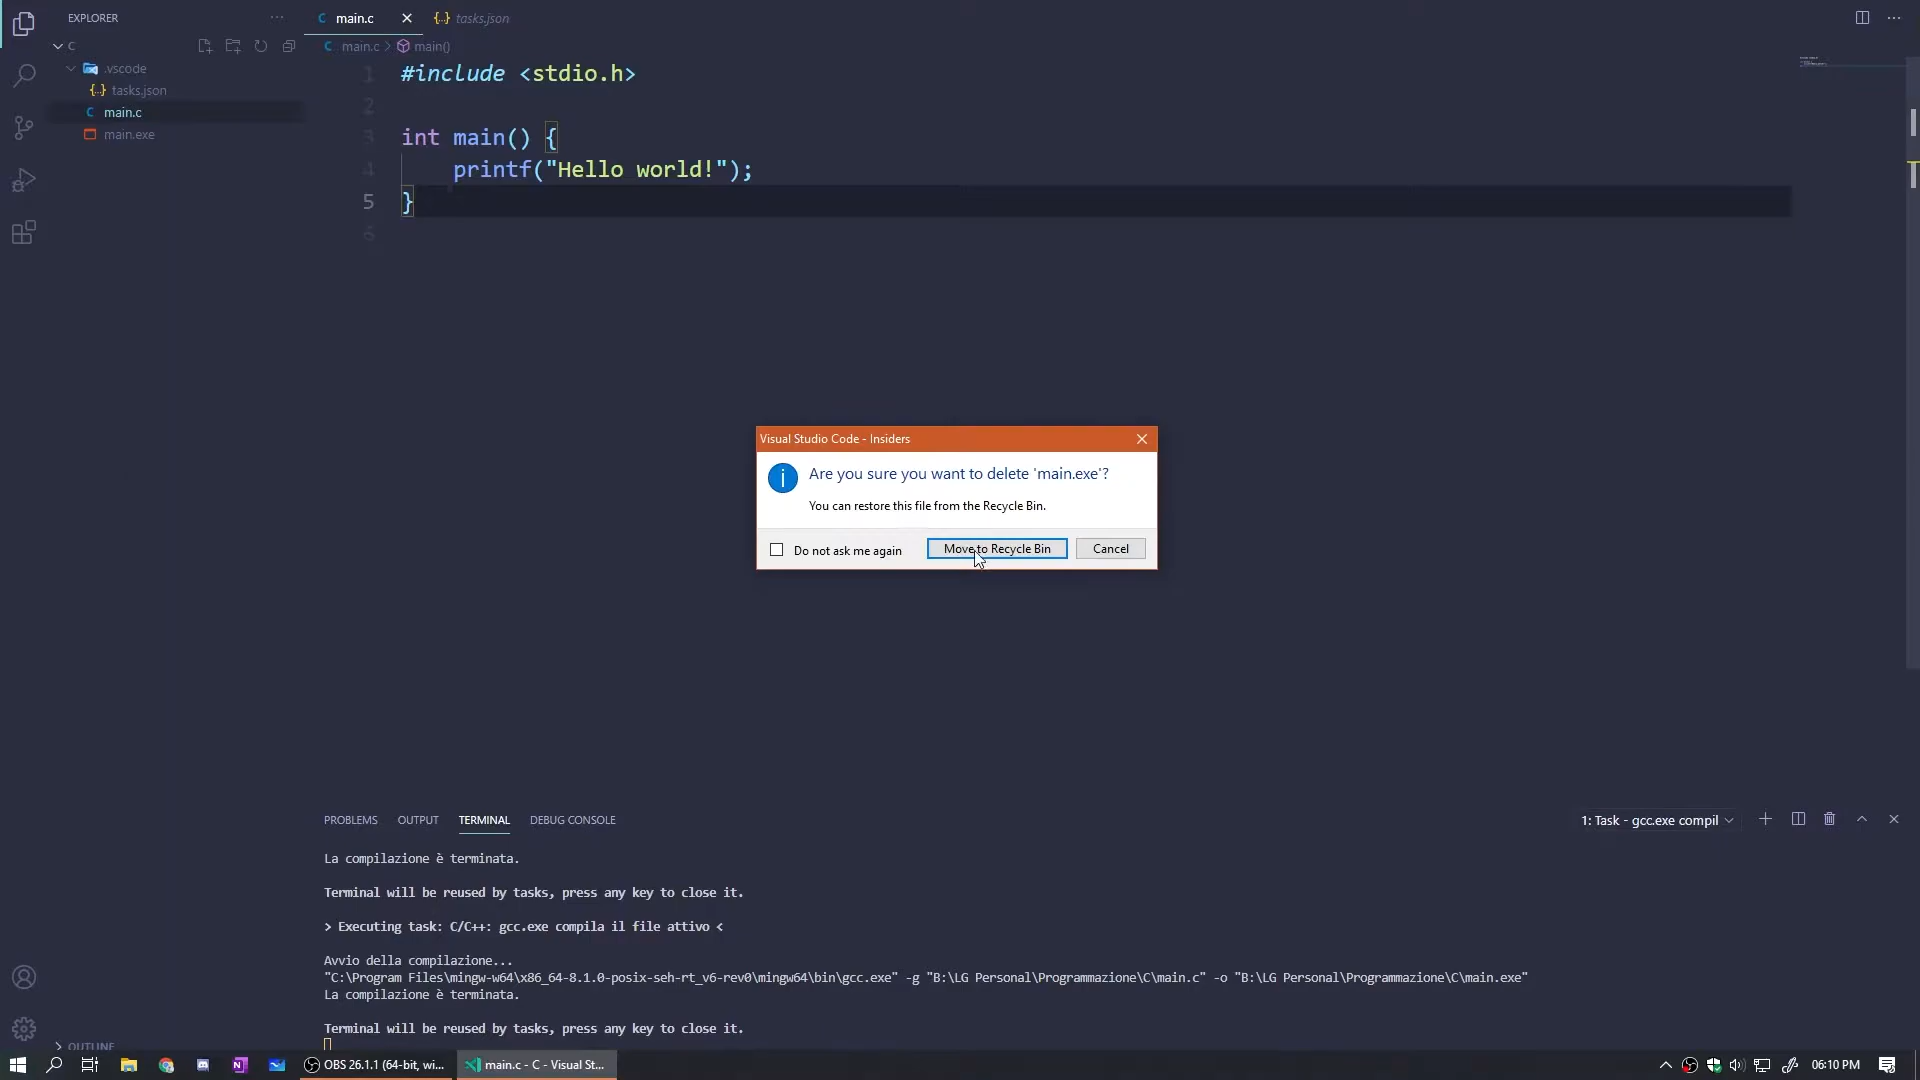 EXPLORER
C
.vscode
tasks.json
main.c
main.exe
OUTLINE
main.c
tasks.json
main.c > main()
1 #include <stdio.h>
2
3 int main() {
4 printf("Hello world!");
5 }
6
Visual Studio Code - Insiders
Are you sure you want to delete 'main.exe'?
You can restore this file from the Recycle Bin.
Do not ask me again
Move to Recycle Bin
Cancel
PROBLEMS OUTPUT TERMINAL DEBUG CONSOLE
1: Task - gcc.exe compil
La compilazione è terminata.
Terminal will be reused by tasks, press any key to close it.
> Executing task: C/C++: gcc.exe compila il file attivo <
Avvio della compilazione...
"C:\Program Files\mingw-w64\x86_64-8.1.0-posix-seh-rt_v6-rev0\mingw64\bin\gcc.exe" -g "B:\LG Personal\Programmazione\C\main.c" -o "B:\LG Personal\Programmazione\C\main.exe"
La compilazione è terminata.
Terminal will be reused by tasks, press any key to close it.
OBS 26.1.1 (64-bit, wi...
main.c - C - Visual St...
06:10 PM